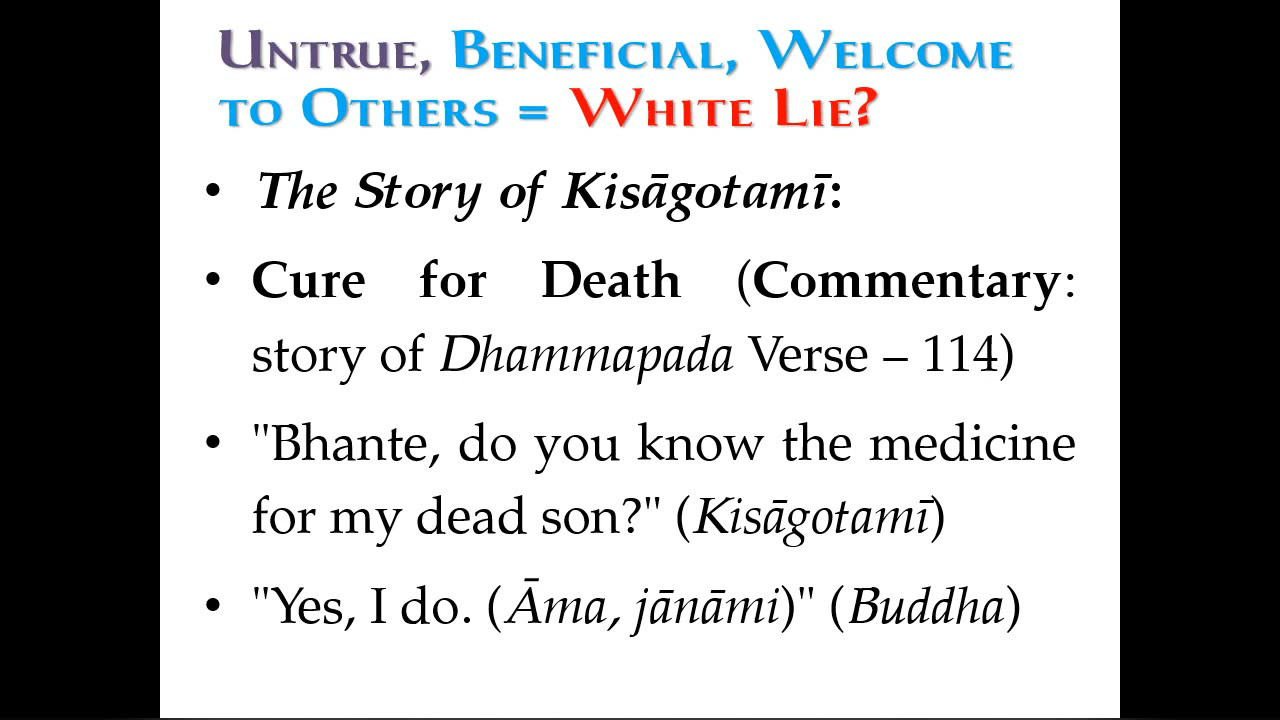 Untrue, Beneficial, Welcome
to Others = White Lie?
• The Story of Kisāgotamī:
• Cure for Death (Commentary:
story of Dhammapada Verse – 114)
• "Bhante, do you know the medicine
for my dead son?" (Kisāgotamī)
• "Yes, I do. (Āma, jānāmi)" (Buddha)